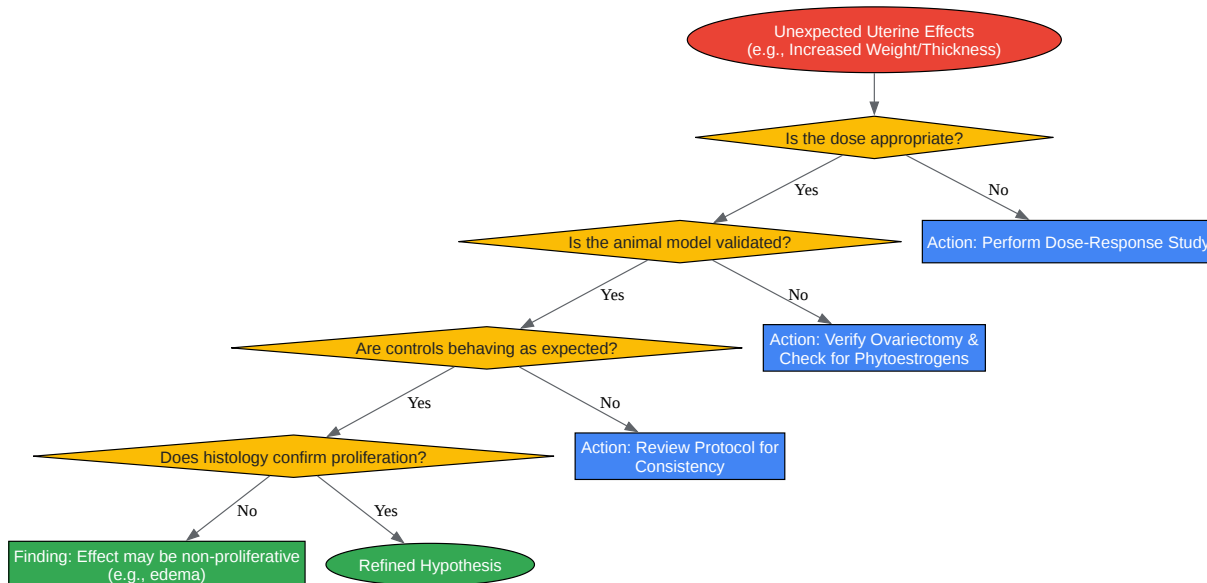 Unexpected Uterine Effects
(e.g., Increased Weight/Thickness)
Is the dose appropriate?
Yes
No
Is the animal model validated?
Action: Perform Dose-Response Study
Yes
No
Are controls behaving as expected?
Action: Verify Ovariectomy &
Check for Phytoestrogens
Yes
No
Does histology confirm proliferation?
Action: Review Protocol for
Consistency
No
Yes
Finding: Effect may be non-proliferative
(e.g., edema)
Refined Hypothesis